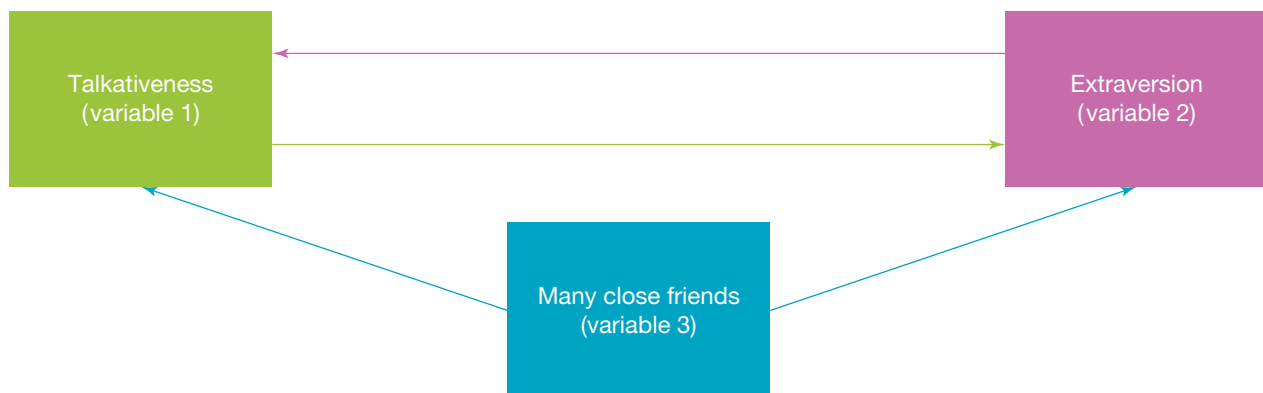 Talkativeness
(variable 1)
Extraversion
(variable 2)
Many close friends
(variable 3)